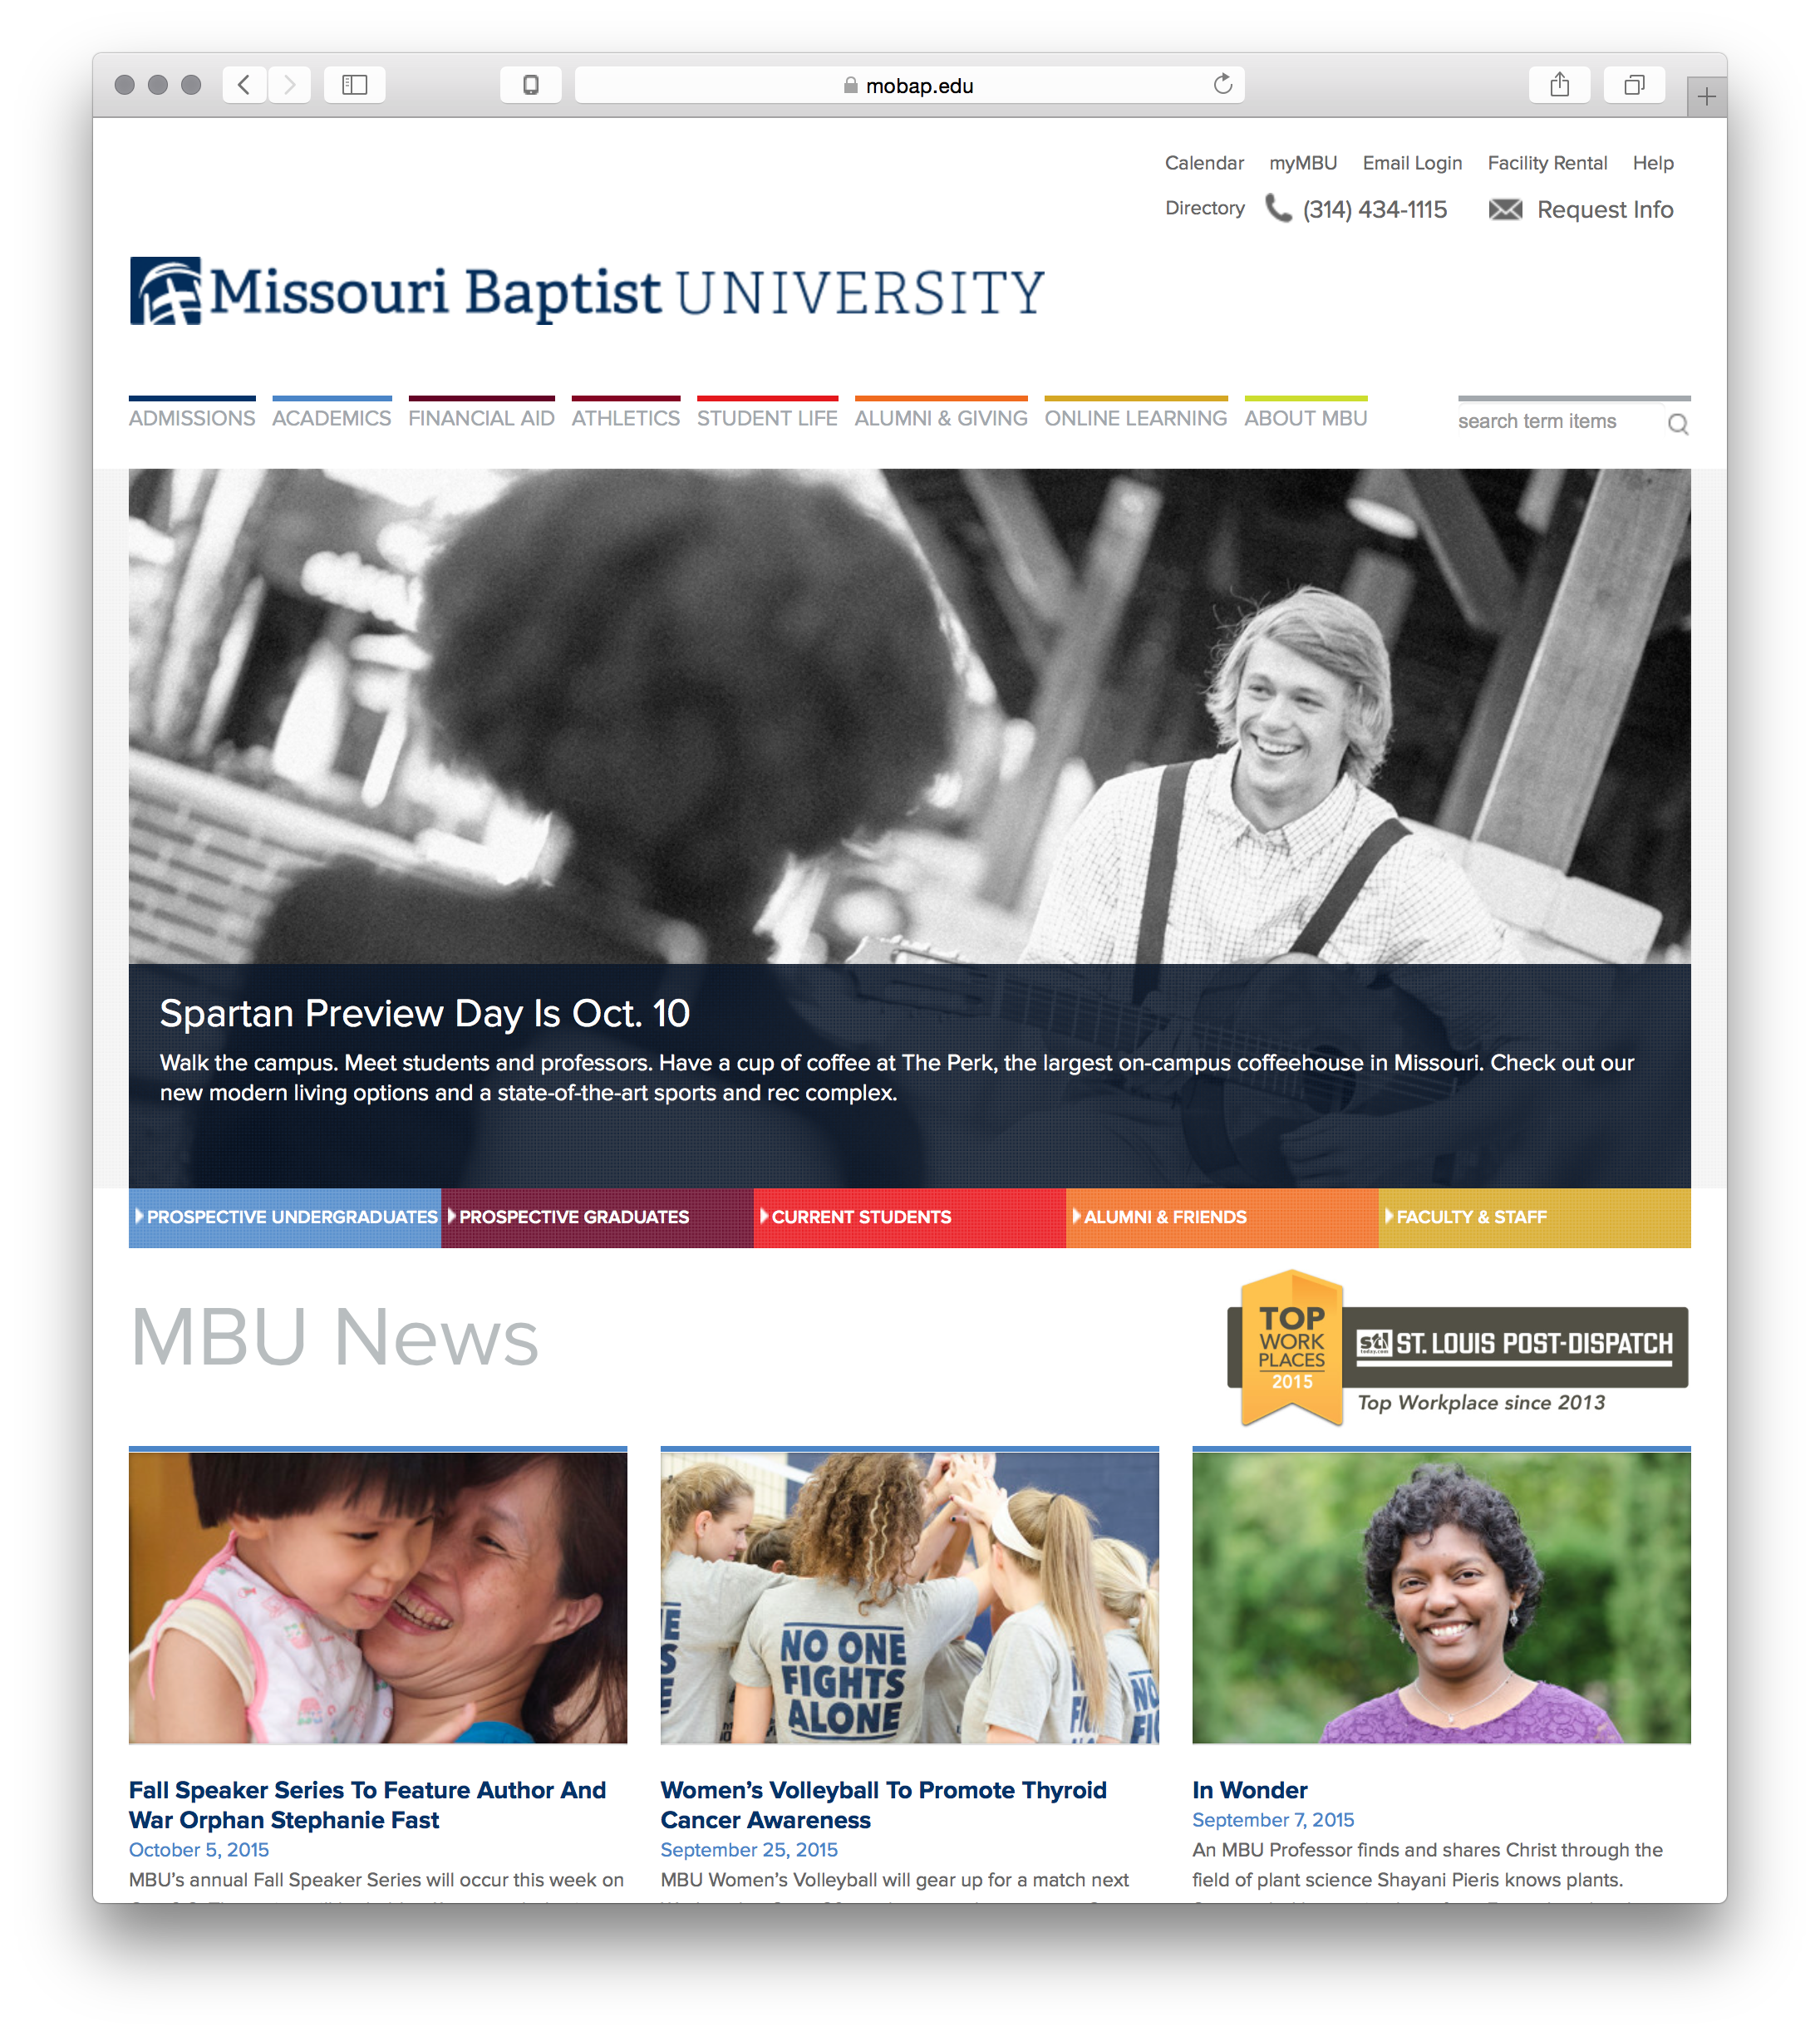 mobap.edu
Calendar myMBU Email Login Facility Rental Help
Directory (314) 434-1115 Request Info
Missouri Baptist UNIVERSITY
ADMISSIONS ACADEMICS FINANCIAL AID ATHLETICS STUDENT LIFE ALUMNI & GIVING ONLINE LEARNING ABOUT MBU
search term items
Spartan Preview Day Is Oct. 10
Walk the campus. Meet students and professors. Have a cup of coffee at The Perk, the largest on-campus coffeehouse in Missouri. Check out our
new modern living options and a state-of-the-art sports and rec complex.
PROSPECTIVE UNDERGRADUATES PROSPECTIVE GRADUATES CURRENT STUDENTS ALUMNI & FRIENDS FACULTY & STAFF
MBU News
TOP
WORK
PLACES
2015
stl
today.com
ST. LOUIS POST-DISPATCH
Top Workplace since 2013
NO ONE
FIGHTS
ALONE
NO
FI
Fall Speaker Series To Feature Author And
War Orphan Stephanie Fast
October 5, 2015
MBU's annual Fall Speaker Series will occur this week on
Women's Volleyball To Promote Thyroid
Cancer Awareness
September 25, 2015
MBU Women's Volleyball will gear up for a match next
In Wonder
September 7, 2015
An MBU Professor finds and shares Christ through the
field of plant science Shayani Pieris knows plants.